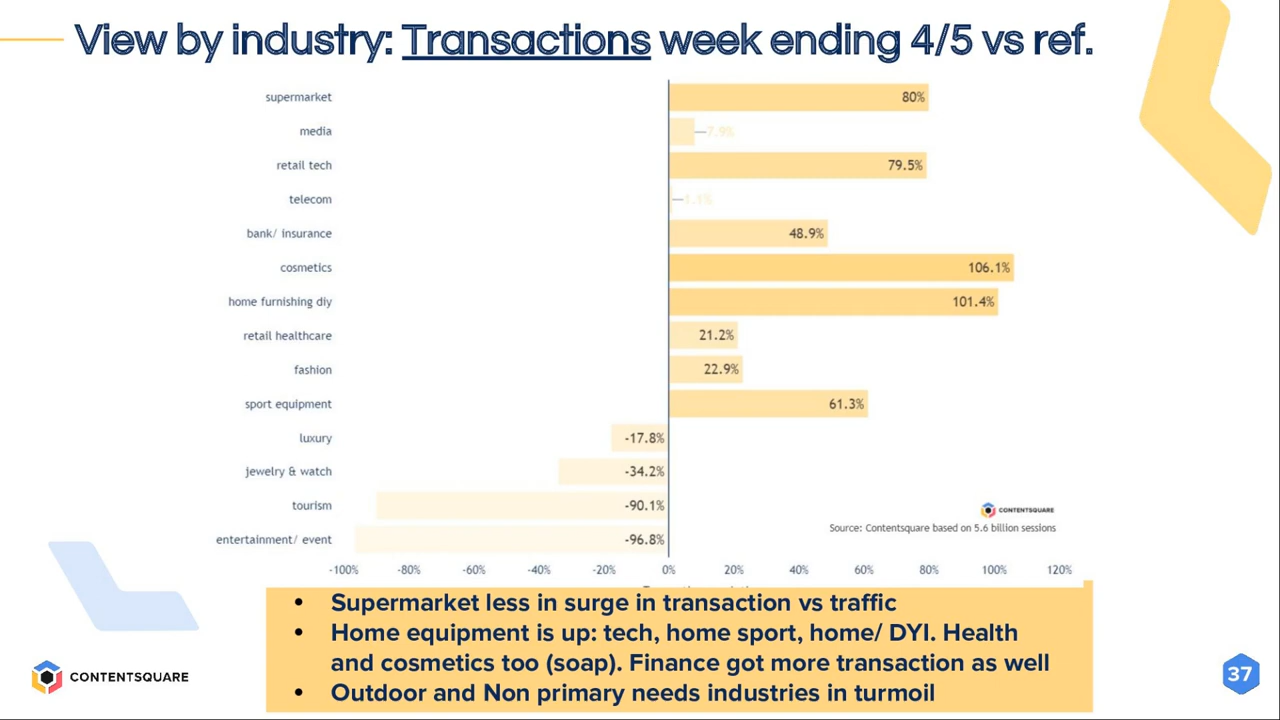 View by industry: Transactions week ending 4/5 vs ref.
supermarket 80%
media 7.9%
retail tech 79.5%
telecom 1.1%
bank/ insurance 48.9%
cosmetics 106.1%
home furnishing diy 101.4%
retail healthcare 21.2%
fashion 22.9%
sport equipment 61.3%
luxury -17.8%
jewelry & watch -34.2%
tourism -90.1%
entertainment/ event -96.8%
CONTENTSQUARE
Source: Contentsquare based on 5.6 billion sessions
-100% -80% -60% -40% -20% 0% 20% 40% 60% 80% 100% 120%
• Supermarket less in surge in transaction vs traffic
• Home equipment is up: tech, home sport, home/ DYI. Health
and cosmetics too (soap). Finance got more transaction as well
• Outdoor and Non primary needs industries in turmoil
CONTENTSQUARE
37